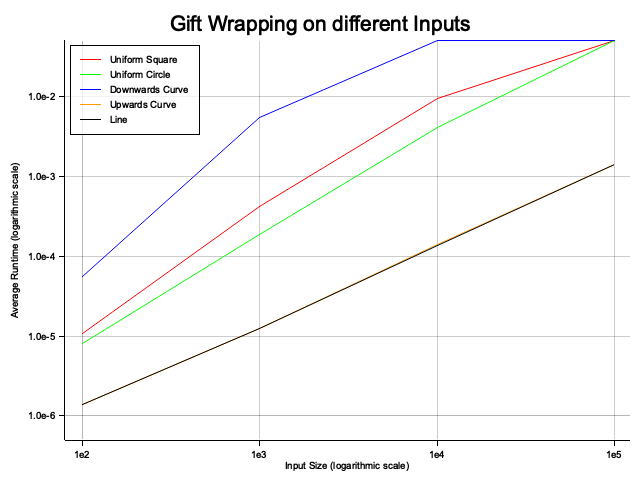 Gift Wrapping on different Inputs
Uniform Square
Uniform Circle
Downwards Curve
Upwards Curve
Line
1.0e-2
1.0e-3
1.0e-4
1.0e-5
1.0e-6
Average Runtime (logarithmic scale)
1e2
1e3
1e4
1e5
Input Size (logarithmic scale)